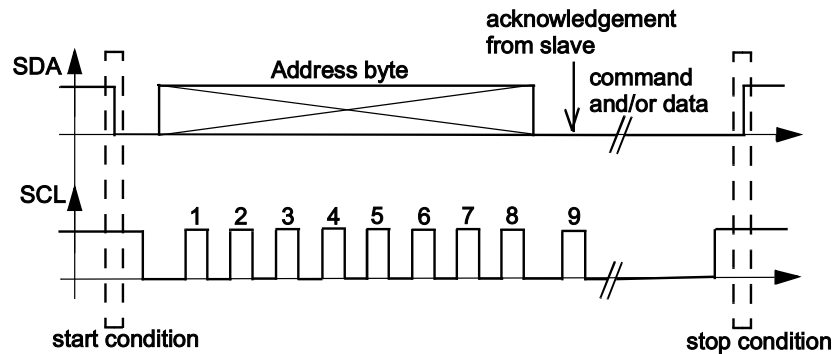 acknowledgement
from slave
SDA
Address byte
command
and/or data
SCL
1 2 3 4 5 6 7 8 9
start condition
stop condition